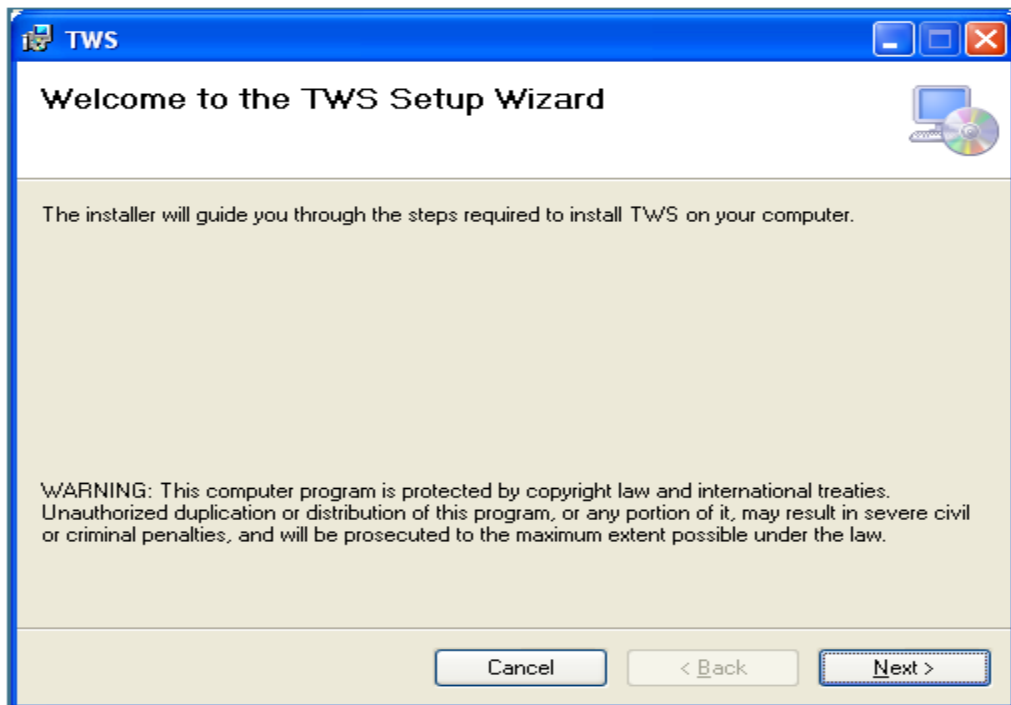 TWS
Welcome to the TWS Setup Wizard
The installer will guide you through the steps required to install TWS on your computer.
WARNING: This computer program is protected by copyright law and international treaties.
Unauthorized duplication or distribution of this program, or any portion of it, may result in severe civil
or criminal penalties, and will be prosecuted to the maximum extent possible under the law.
Cancel < Back Next >